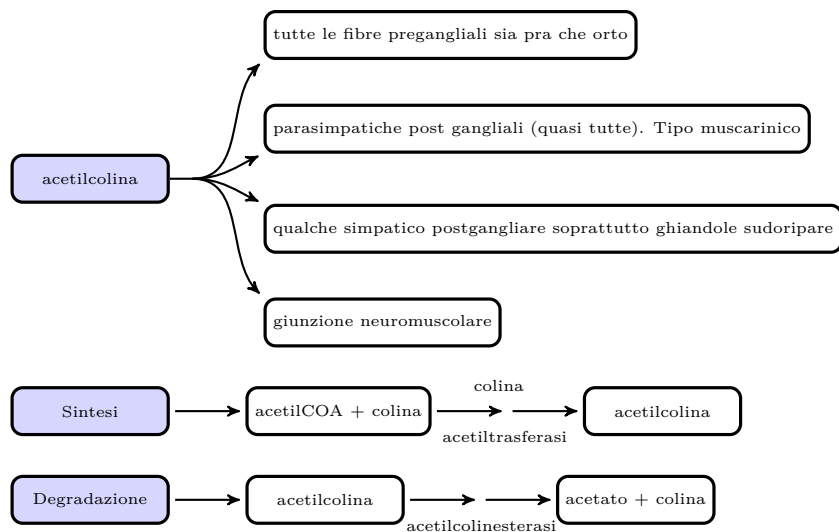 tutte le fibre pregangliali sia pra che orto
parasimpatiche post gangliali (quasi tutte). Tipo muscarinico
acetilcolina
qualche simpatico postgangliare soprattutto ghiandole sudoripare
giunzione neuromuscolare
colina
Sintesi
acetilCOA + colina
acetilcolina
acetiltrasferasi
Degradazione
acetilcolina
acetato + colina
acetilcolinesterasi